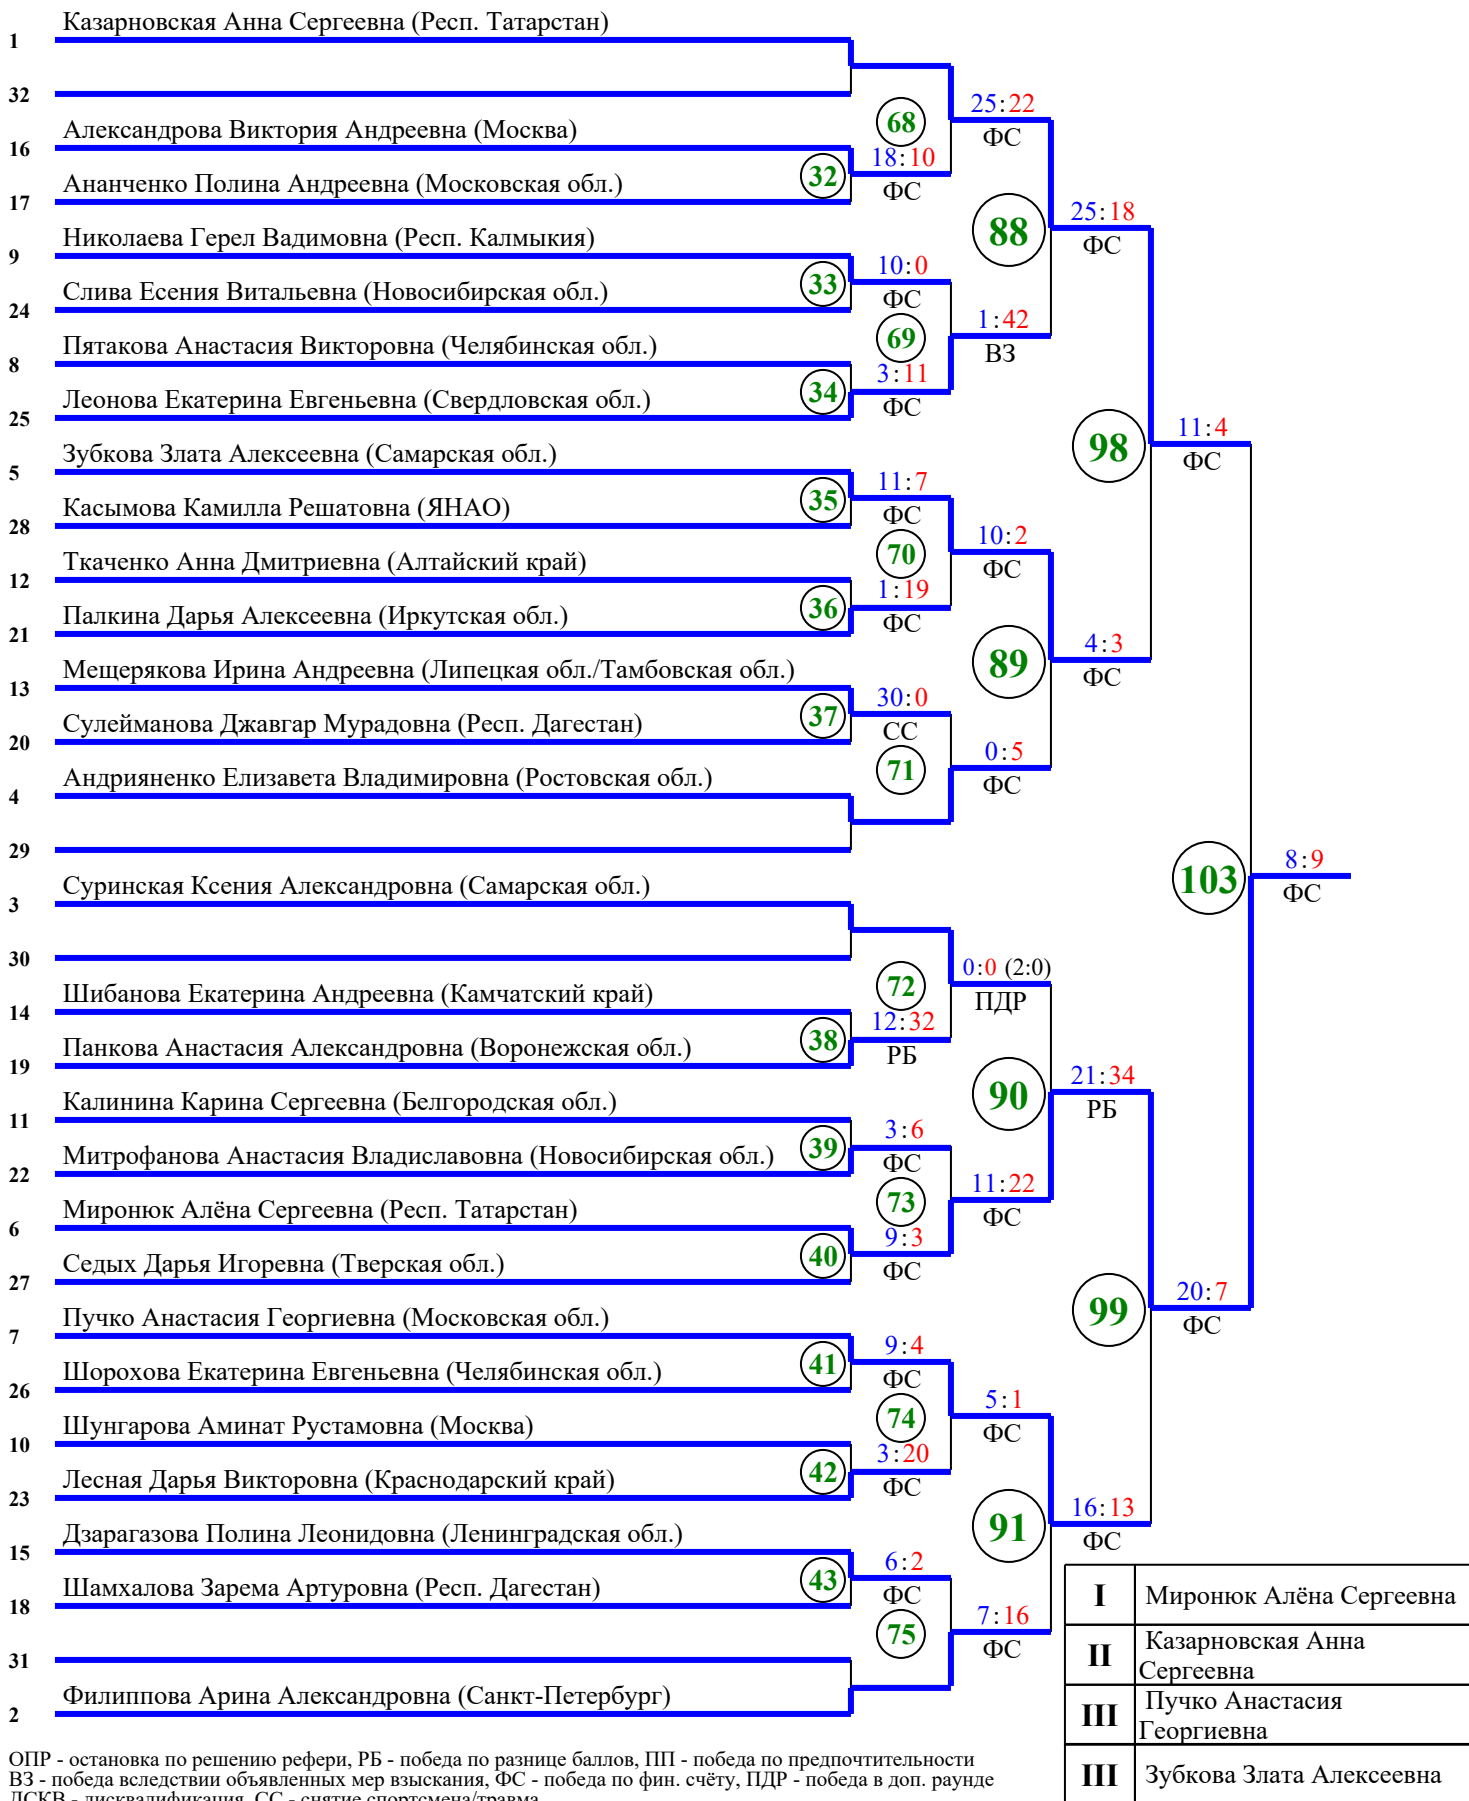 Казарновская Анна Сергеевна (Респ. Татарстан)
1
32
68
25:22
ФС
Александрова Виктория Андреевна (Москва)
16
32
18:10
ФС
Ананченко Полина Андреевна (Московская обл.)
17
88
25:18
ФС
Николаева Герел Вадимовна (Респ. Калмыкия)
9
33
10:0
ФС
Слива Есения Витальевна (Новосибирская обл.)
24
69
1:42
ВЗ
Пятакова Анастасия Викторовна (Челябинская обл.)
8
34
3:11
ФС
Леонова Екатерина Евгеньевна (Свердловская обл.)
25
98
11:4
ФС
Зубкова Злата Алексеевна (Самарская обл.)
5
35
11:7
ФС
Касымова Камилла Решатовна (ЯНАО)
28
70
10:2
ФС
Ткаченко Анна Дмитриевна (Алтайский край)
12
36
1:19
ФС
Палкина Дарья Алексеевна (Иркутская обл.)
21
89
4:3
ФС
Мещерякова Ирина Андреевна (Липецкая обл./Тамбовская обл.)
13
37
30:0
СС
Сулейманова Джавгар Мурадовна (Респ. Дагестан)
20
71
0:5
ФС
Андрияненко Елизавета Владимировна (Ростовская обл.)
4
29
103
8:9
ФС
Суринская Ксения Александровна (Самарская обл.)
3
30
72
0:0 (2:0)
ПДР
Шибанова Екатерина Андреевна (Камчатский край)
14
38
12:32
РБ
Панкова Анастасия Александровна (Воронежская обл.)
19
90
21:34
РБ
Калинина Карина Сергеевна (Белгородская обл.)
11
39
3:6
ФС
Митрофанова Анастасия Владиславовна (Новосибирская обл.)
22
73
11:22
ФС
Миронюк Алёна Сергеевна (Респ. Татарстан)
6
40
9:3
ФС
Седых Дарья Игоревна (Тверская обл.)
27
99
20:7
ФС
Пучко Анастасия Георгиевна (Московская обл.)
7
41
9:4
ФС
Шорохова Екатерина Евгеньевна (Челябинская обл.)
26
74
5:1
ФС
Шунгарова Аминат Рустамовна (Москва)
10
42
3:20
ФС
Лесная Дарья Викторовна (Краснодарский край)
23
91
16:13
ФС
Дзарагазова Полина Леонидовна (Ленинградская обл.)
15
43
6:2
ФС
Шамхалова Зарема Артуровна (Респ. Дагестан)
18
75
7:16
ФС
31
Филиппова Арина Александровна (Санкт-Петербург)
2
I Миронюк Алёна Сергеевна
II Казарновская Анна
Сергеевна
III Пучко Анастасия
Георгиевна
III Зубкова Злата Алексеевна
ОПР - остановка по решению рефери, РБ - победа по разнице баллов, ПП - победа по предпочтительности
ВЗ - победа вследствии объявленных мер взыскания, ФС - победа по фин. счёту, ПДР - победа в доп. раунде
ДСКВ - дисквалификация, СС - снятие спортсмена/травма